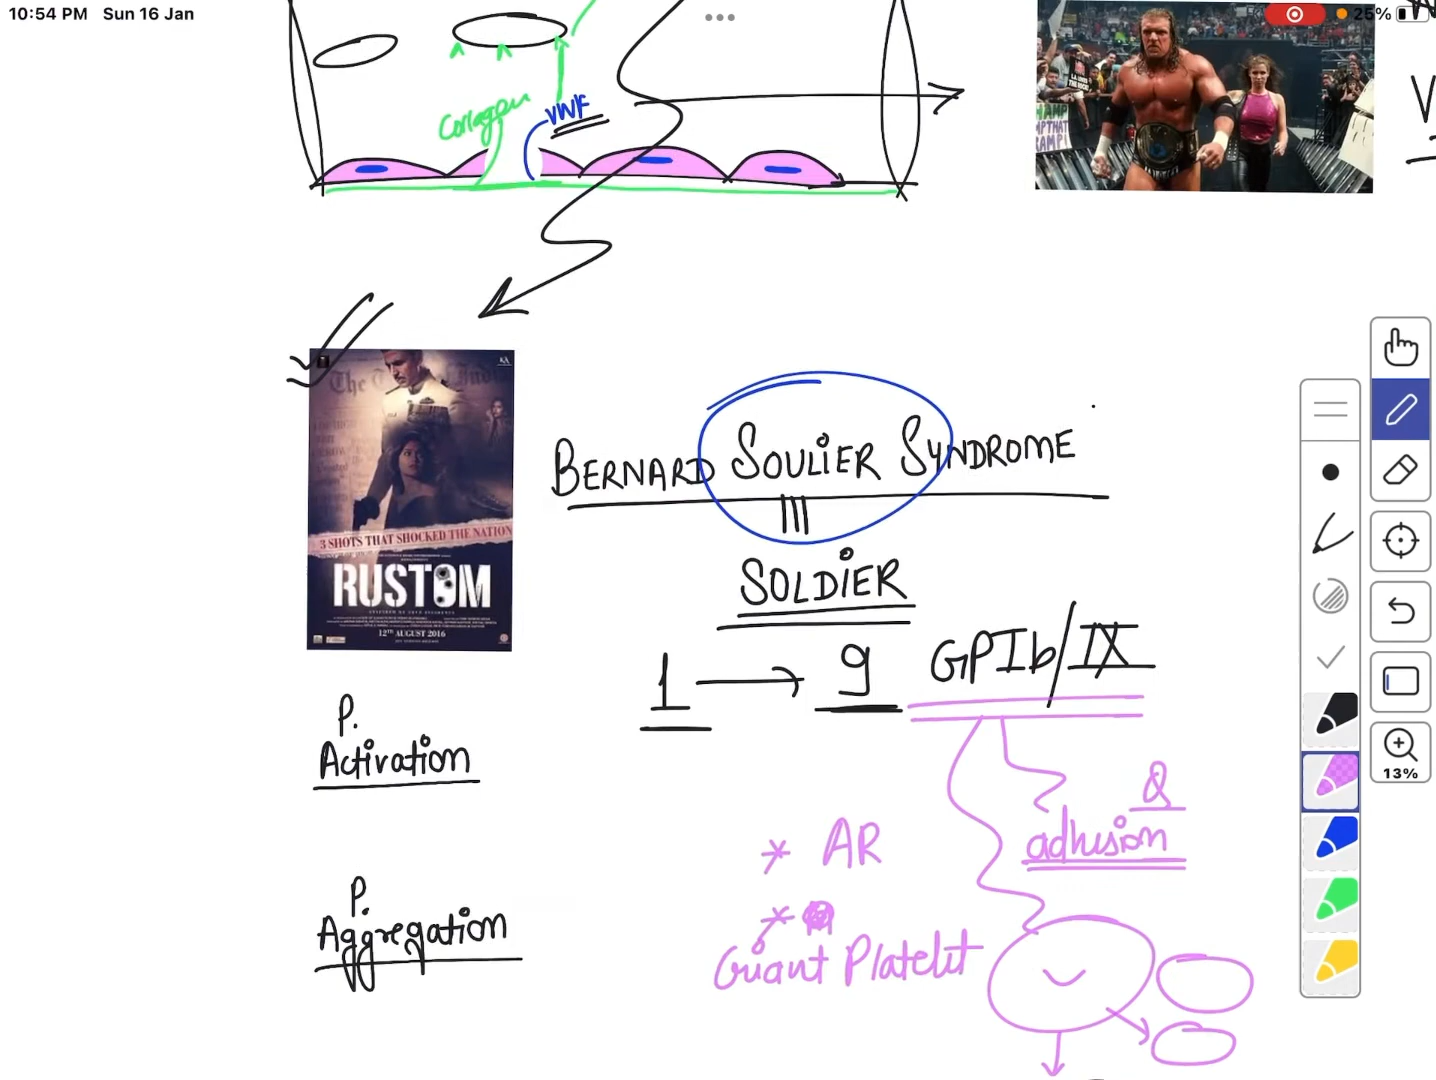 10:54 PM Sun 16 Jan
25%
Collagen
VWF
BERNARD SOULIER SYNDROME
SOLDIER
1 → 9 GPIb/IX
3 SHOTS THAT SHOCKED THE NATION
RUSTOM
12TH AUGUST 2016
P.
Activation
* AR
adhesion
P.
Aggregation
*
Giant Platelet
13%